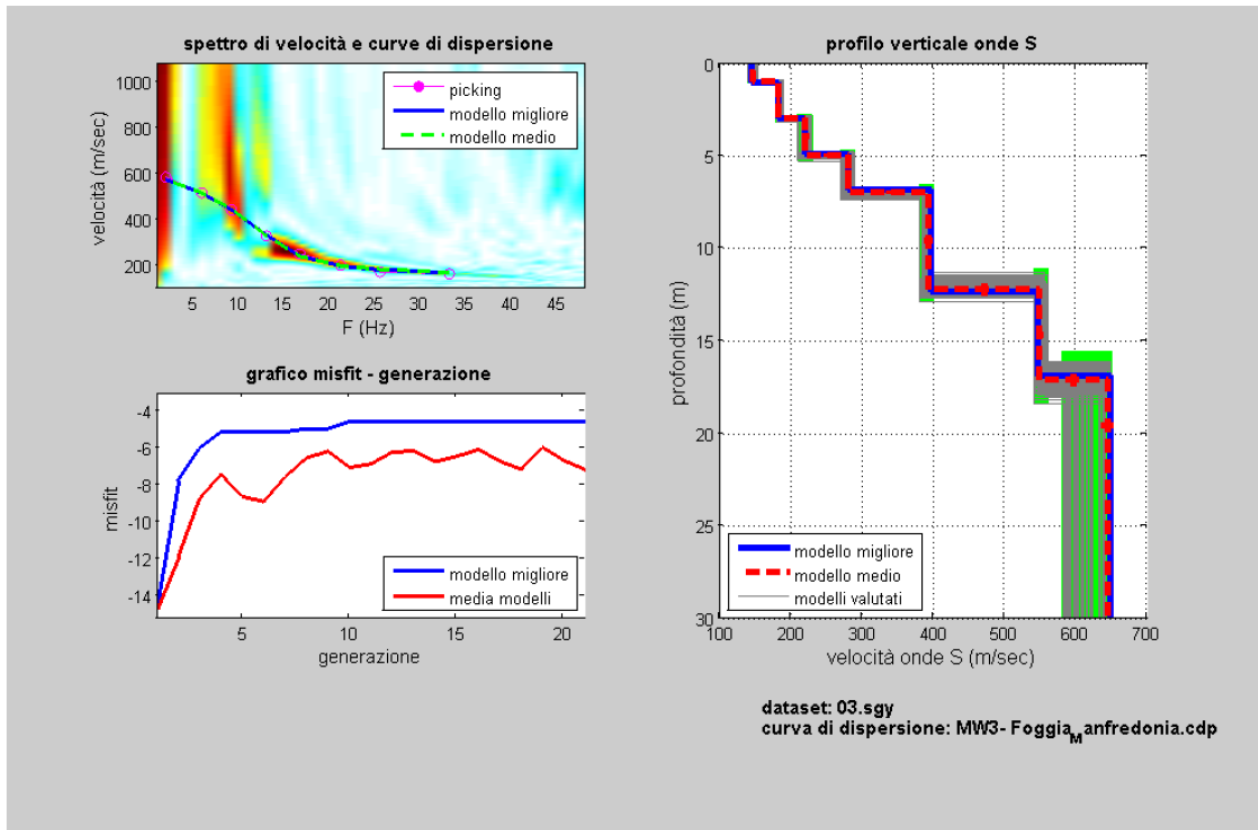 spettro di velocità e curve di dispersione
1000
800
600
400
200
velocità (m/sec)
picking
modello migliore
modello medio
5 10 15 20 25 30 35 40 45
F (Hz)
grafico misfit - generazione
-4
-6
-8
-10
-12
-14
misfit
modello migliore
media modelli
5 10 15 20
generazione
profilo verticale onde S
0
5
10
15
20
25
30
profondità (m)
modello migliore
modello medio
modelli valutati
100 200 300 400 500 600 700
velocità onde S (m/sec)
dataset: 03.sgy
curva di dispersione: MW3- FoggiaManfredonia.cdp